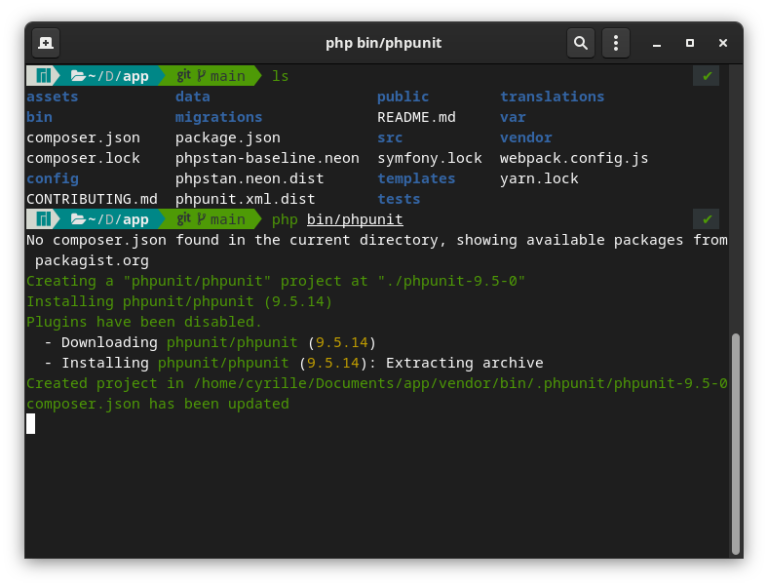 php bin/phpunit
~/D/app git main ls ✔
assets data public translations
bin migrations README.md var
composer.json package.json src vendor
composer.lock phpstan-baseline.neon symfony.lock webpack.config.js
config phpstan.neon.dist templates yarn.lock
CONTRIBUTING.md phpunit.xml.dist tests
~/D/app git main php bin/phpunit ✔
No composer.json found in the current directory, showing available packages from
packagist.org
Creating a "phpunit/phpunit" project at "./phpunit-9.5-0"
Installing phpunit/phpunit (9.5.14)
Plugins have been disabled.
- Downloading phpunit/phpunit (9.5.14)
- Installing phpunit/phpunit (9.5.14): Extracting archive
Created project in /home/cyrille/Documents/app/vendor/bin/.phpunit/phpunit-9.5-0
composer.json has been updated